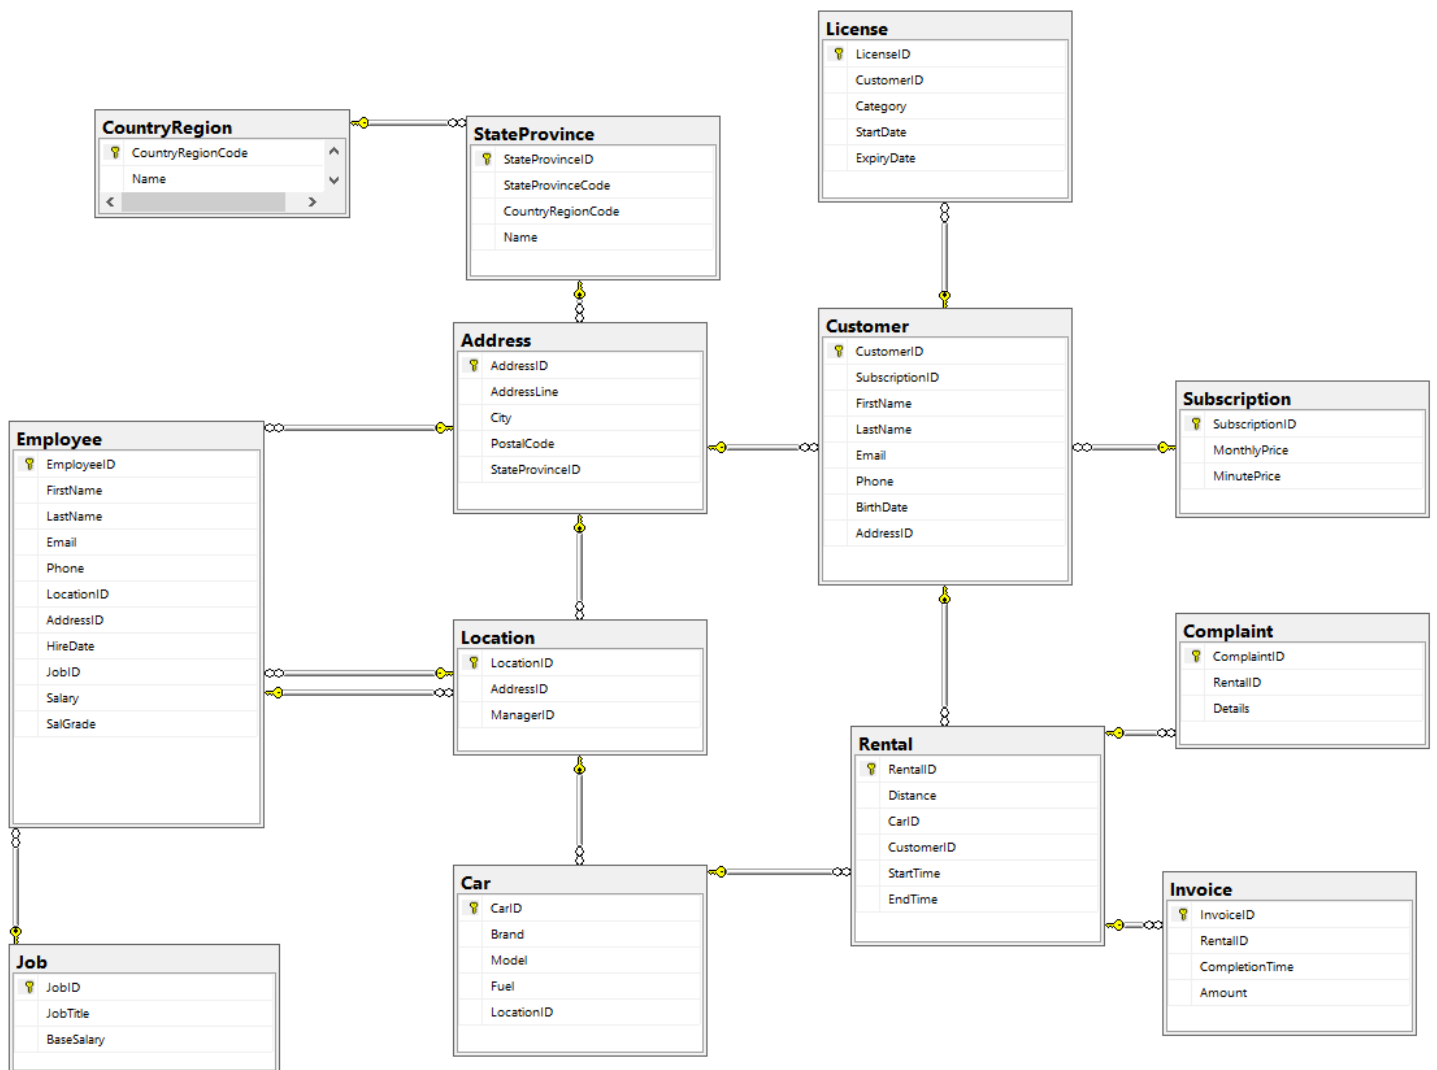 License
LicenseID
CustomerID
Category
StartDate
ExpiryDate
CountryRegion
CountryRegionCode
Name
StateProvince
StateProvinceID
StateProvinceCode
CountryRegionCode
Name
Address
AddressID
AddressLine
City
PostalCode
StateProvinceID
Customer
CustomerID
SubscriptionID
FirstName
LastName
Email
Phone
BirthDate
AddressID
Subscription
SubscriptionID
MonthlyPrice
MinutePrice
Employee
EmployeeID
FirstName
LastName
Email
Phone
LocationID
AddressID
HireDate
JobID
Salary
SalGrade
Location
LocationID
AddressID
ManagerID
Complaint
ComplaintID
RentalID
Details
Rental
RentalID
Distance
CarID
CustomerID
StartTime
EndTime
Car
CarID
Brand
Model
Fuel
LocationID
Invoice
InvoiceID
RentalID
CompletionTime
Amount
Job
JobID
JobTitle
BaseSalary